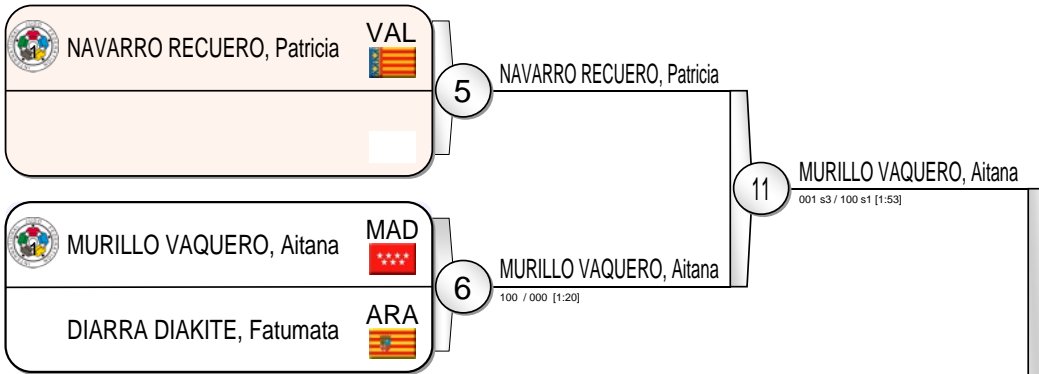 NAVARRO RECUERO, Patricia VAL
5
NAVARRO RECUERO, Patricia
11
MURILLO VAQUERO, Aitana
001 s3 / 100 s1 [1:53]
MURILLO VAQUERO, Aitana MAD
DIARRA DIAKITE, Fatumata ARA
6
MURILLO VAQUERO, Aitana
100 / 000 [1:20]